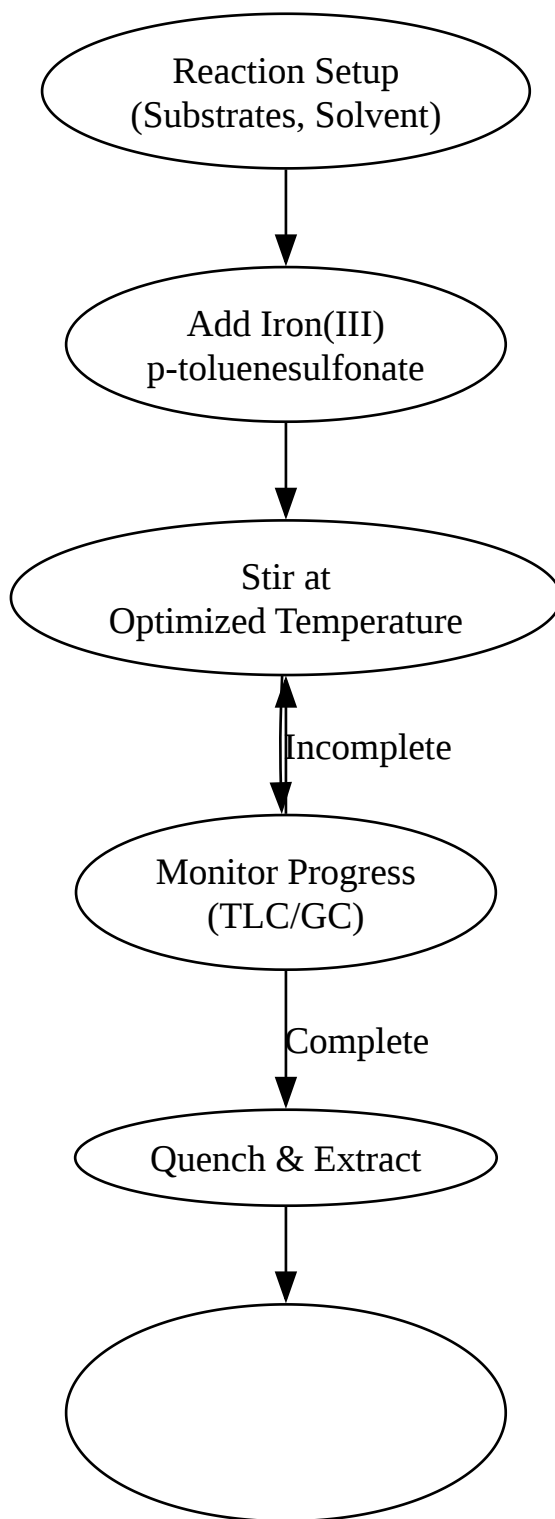 Reaction Setup
(Substrates, Solvent)
Add Iron(III)
p-toluenesulfonate
Stir at
Optimized Temperature
Incomplete
Monitor Progress
(TLC/GC)
Complete
Quench & Extract